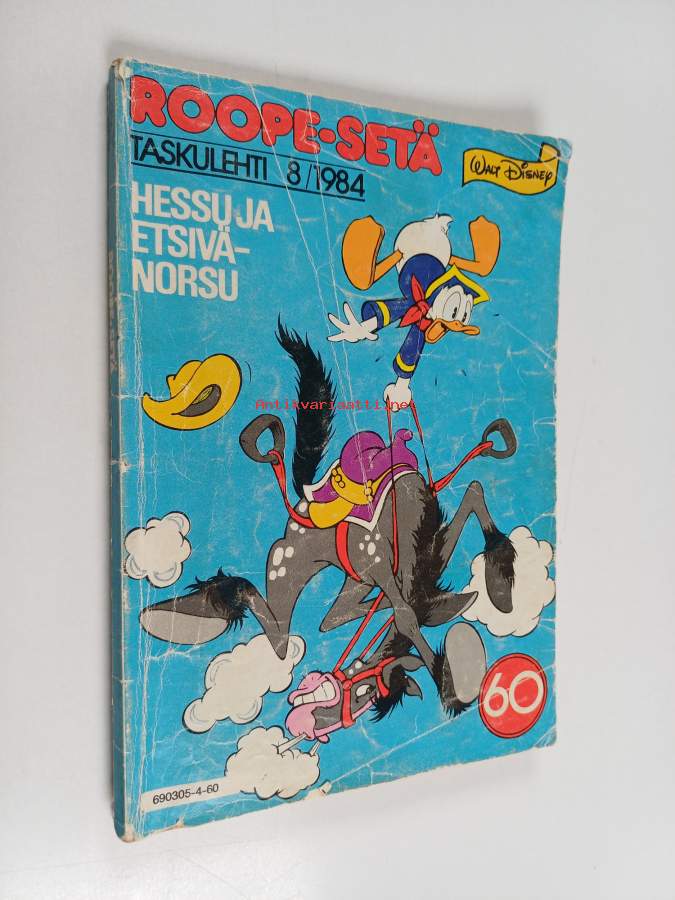 ROOPE-SETÄ
TASKULEHTI 8/1984
WALT DISNEY
HESSU JA
ETSIVÄ-
NORSU
Antikvariaatti.net
60
690305-4-60